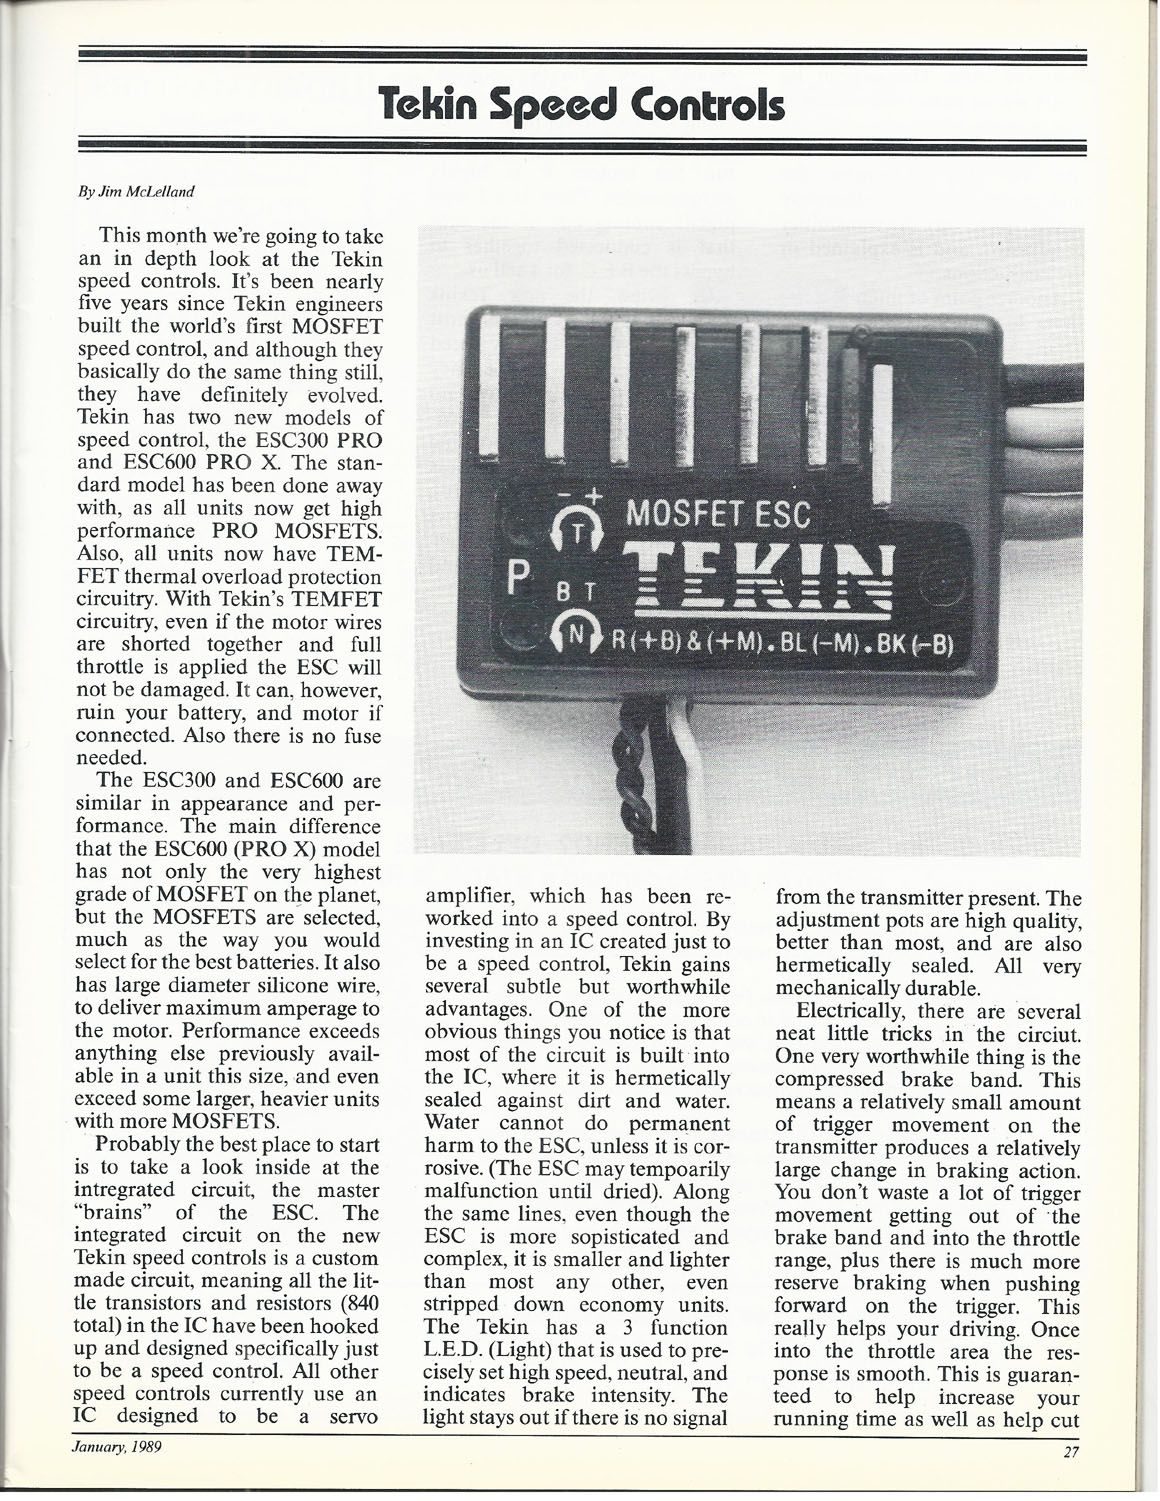 Tekin Speed Controls
By Jim McLelland
This month we're going to take
an in depth look at the Tekin
speed controls. It's been nearly
five years since Tekin engineers
built the world's first MOSFET
speed control, and although they
basically do the same thing still,
they have definitely evolved.
Tekin has two new models of
speed control, the ESC300 PRO
and ESC600 PRO X. The stan-
dard model has been done away
with, as all units now get high
performance PRO MOSFETS.
Also, all units now have TEM-
FET thermal overload protection
circuitry. With Tekin's TEMFET
circuitry, even if the motor wires
are shorted together and full
throttle is applied the ESC will
not be damaged. It can, however,
ruin your battery, and motor if
connected. Also there is no fuse
needed.
The ESC300 and ESC600 are
similar in appearance and per-
formance. The main difference
that the ESC600 (PRO X) model
has not only the very highest
grade of MOSFET on the planet,
but the MOSFETS are selected,
much as the way you would
select for the best batteries. It also
has large diameter silicone wire,
to deliver maximum amperage to
the motor. Performance exceeds
anything else previously avail-
able in a unit this size, and even
exceed some larger, heavier units
with more MOSFETS.
Probably the best place to start
is to take a look inside at the
intregrated circuit, the master
“brains” of the ESC. The
integrated circuit on the new
Tekin speed controls is a custom
made circuit, meaning all the lit-
tle transistors and resistors (840
total) in the IC have been hooked
up and designed specifically just
to be a speed control. All other
speed controls currently use an
IC designed to be a servo
- +
T
MOSFET ESC
TEKIN
P
B T
N
R(+B)&(+M).BL(-M).BK(-B)
amplifier, which has been re-
worked into a speed control. By
investing in an IC created just to
be a speed control, Tekin gains
several subtle but worthwhile
advantages. One of the more
obvious things you notice is that
most of the circuit is built into
the IC, where it is hermetically
sealed against dirt and water.
Water cannot do permanent
harm to the ESC, unless it is cor-
rosive. (The ESC may tempoarily
malfunction until dried). Along
the same lines, even though the
ESC is more sopisticated and
complex, it is smaller and lighter
than most any other, even
stripped down economy units.
The Tekin has a 3 function
L.E.D. (Light) that is used to pre-
cisely set high speed, neutral, and
indicates brake intensity. The
light stays out if there is no signal
from the transmitter present. The
adjustment pots are high quality,
better than most, and are also
hermetically sealed. All very
mechanically durable.
Electrically, there are several
neat little tricks in the circiut.
One very worthwhile thing is the
compressed brake band. This
means a relatively small amount
of trigger movement on the
transmitter produces a relatively
large change in braking action.
You don't waste a lot of trigger
movement getting out of the
brake band and into the throttle
range, plus there is much more
reserve braking when pushing
forward on the trigger. This
really helps your driving. Once
into the throttle area the res-
ponse is smooth. This is guaran-
teed to help increase your
running time as well as help cut
January, 1989
27